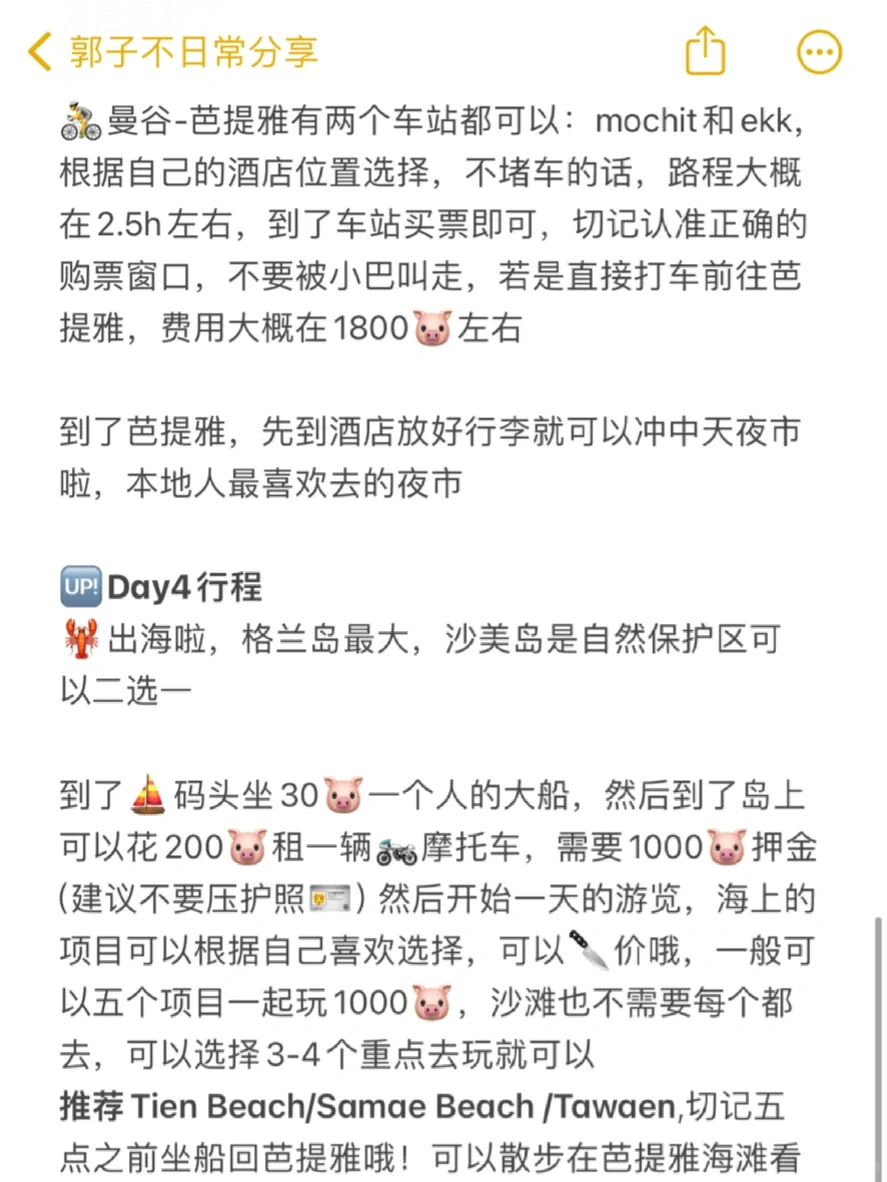 郭子不日常分享
🚴曼谷-芭提雅有两个车站都可以：mochit和ekk，
根据自己的酒店位置选择，不堵车的话，路程大概
在2.5h左右，到了车站买票即可，切记认准正确的
购票窗口，不要被小巴叫走，若是直接打车前往芭
提雅，费用大概在1800🐷左右
到了芭提雅，先到酒店放好行李就可以冲中天夜市
啦，本地人最喜欢去的夜市
🆙Day4行程
🦞出海啦，格兰岛最大，沙美岛是自然保护区可
以二选一
到了⛵码头坐30🐷一个人的大船，然后到了岛上
可以花200🐷租一辆🏍摩托车，需要1000🐷押金
(建议不要压护照🪪) 然后开始一天的游览，海上的
项目可以根据自己喜欢选择，可以🔪价哦，一般可
以五个项目一起玩1000🐷，沙滩也不需要每个都
去，可以选择3-4个重点去玩就可以
推荐Tien Beach/Samae Beach /Tawaen,切记五
点之前坐船回芭提雅哦！可以散步在芭提雅海滩看